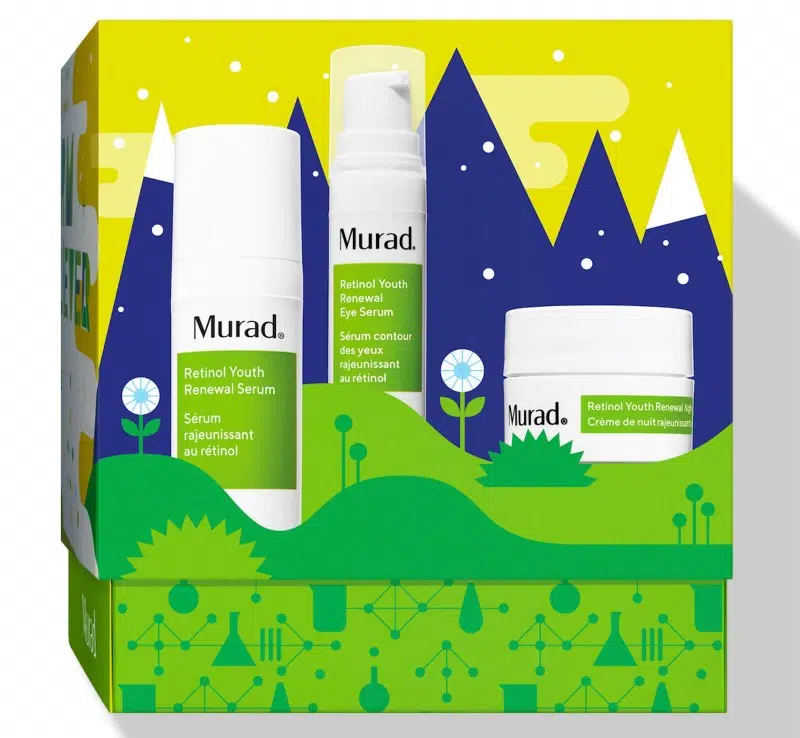 Murad.
Retinol Youth
Renewal Serum
Sérum
rajeunissant
au rétinol
Murad.
Retinol Youth
Renewal
Eye Serum
Sérum contour
des yeux
rajeunissant
au rétinol
Murad®
Retinol Youth Renewal
Crème de nuit rajeunissant
Murad